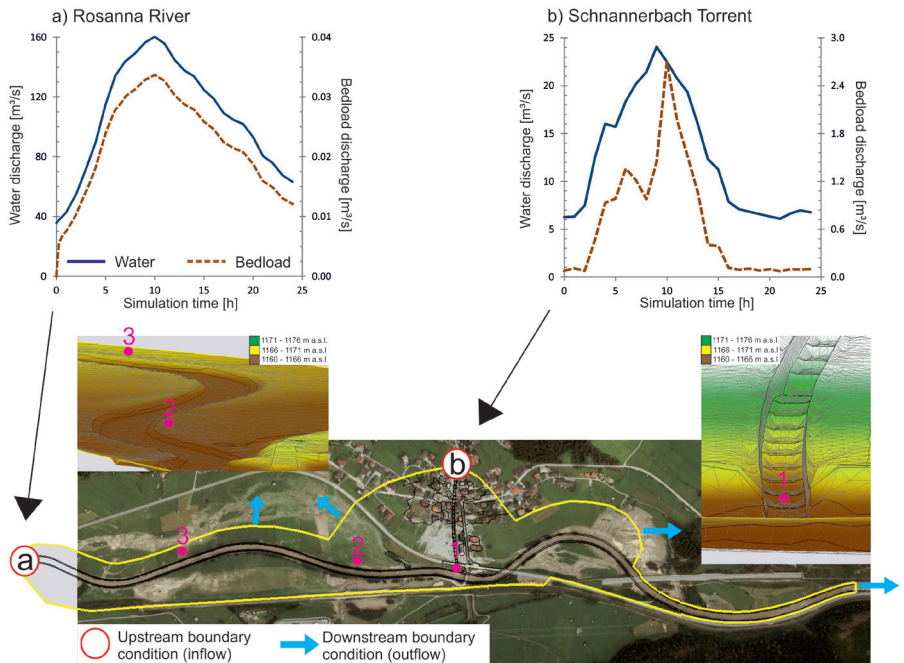 a) Rosanna River
b) Schnannerbach Torrent
160
120
80
40
0
Water discharge [m³/s]
0.04
0.03
0.02
0.01
0.00
Bedload discharge [m³/s]
0 5 10 15 20 25
Simulation time [h]
Water
Bedload
25
20
15
10
5
0
Water discharge [m³/s]
3.0
2.4
1.8
1.2
0.6
0.0
Bedload discharge [m³/s]
0 5 10 15 20 25
Simulation time [h]
3
2
1171 - 1176 m a.s.l.
1166 - 1171 m a.s.l.
1160 - 1166 m a.s.l
1171 - 1176 m a.s.l.
1166 - 1171 m a.s.l
1160 - 1166 m a.s.l
1
b
3
2
1
a
Upstream boundary
condition (inflow)
Downstream boundary
condition (outflow)